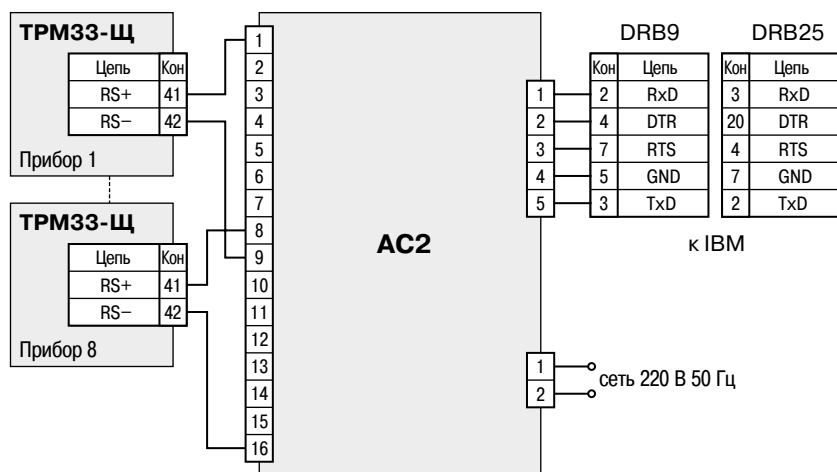 ТРМ33-Щ
Цепь Кон
RS+ 41
RS− 42
Прибор 1
ТРМ33-Щ
Цепь Кон
RS+ 41
RS− 42
Прибор 8
1
2
3
4
5
6
7
8
9
10
11
12
13
14
15
16
АС2
1
2
3
4
5
DRB9
Кон Цепь
2 RxD
4 DTR
7 RTS
5 GND
3 TxD
DRB25
Кон Цепь
3 RxD
20 DTR
4 RTS
7 GND
2 TxD
к IBM
1
2
сеть 220 В 50 Гц